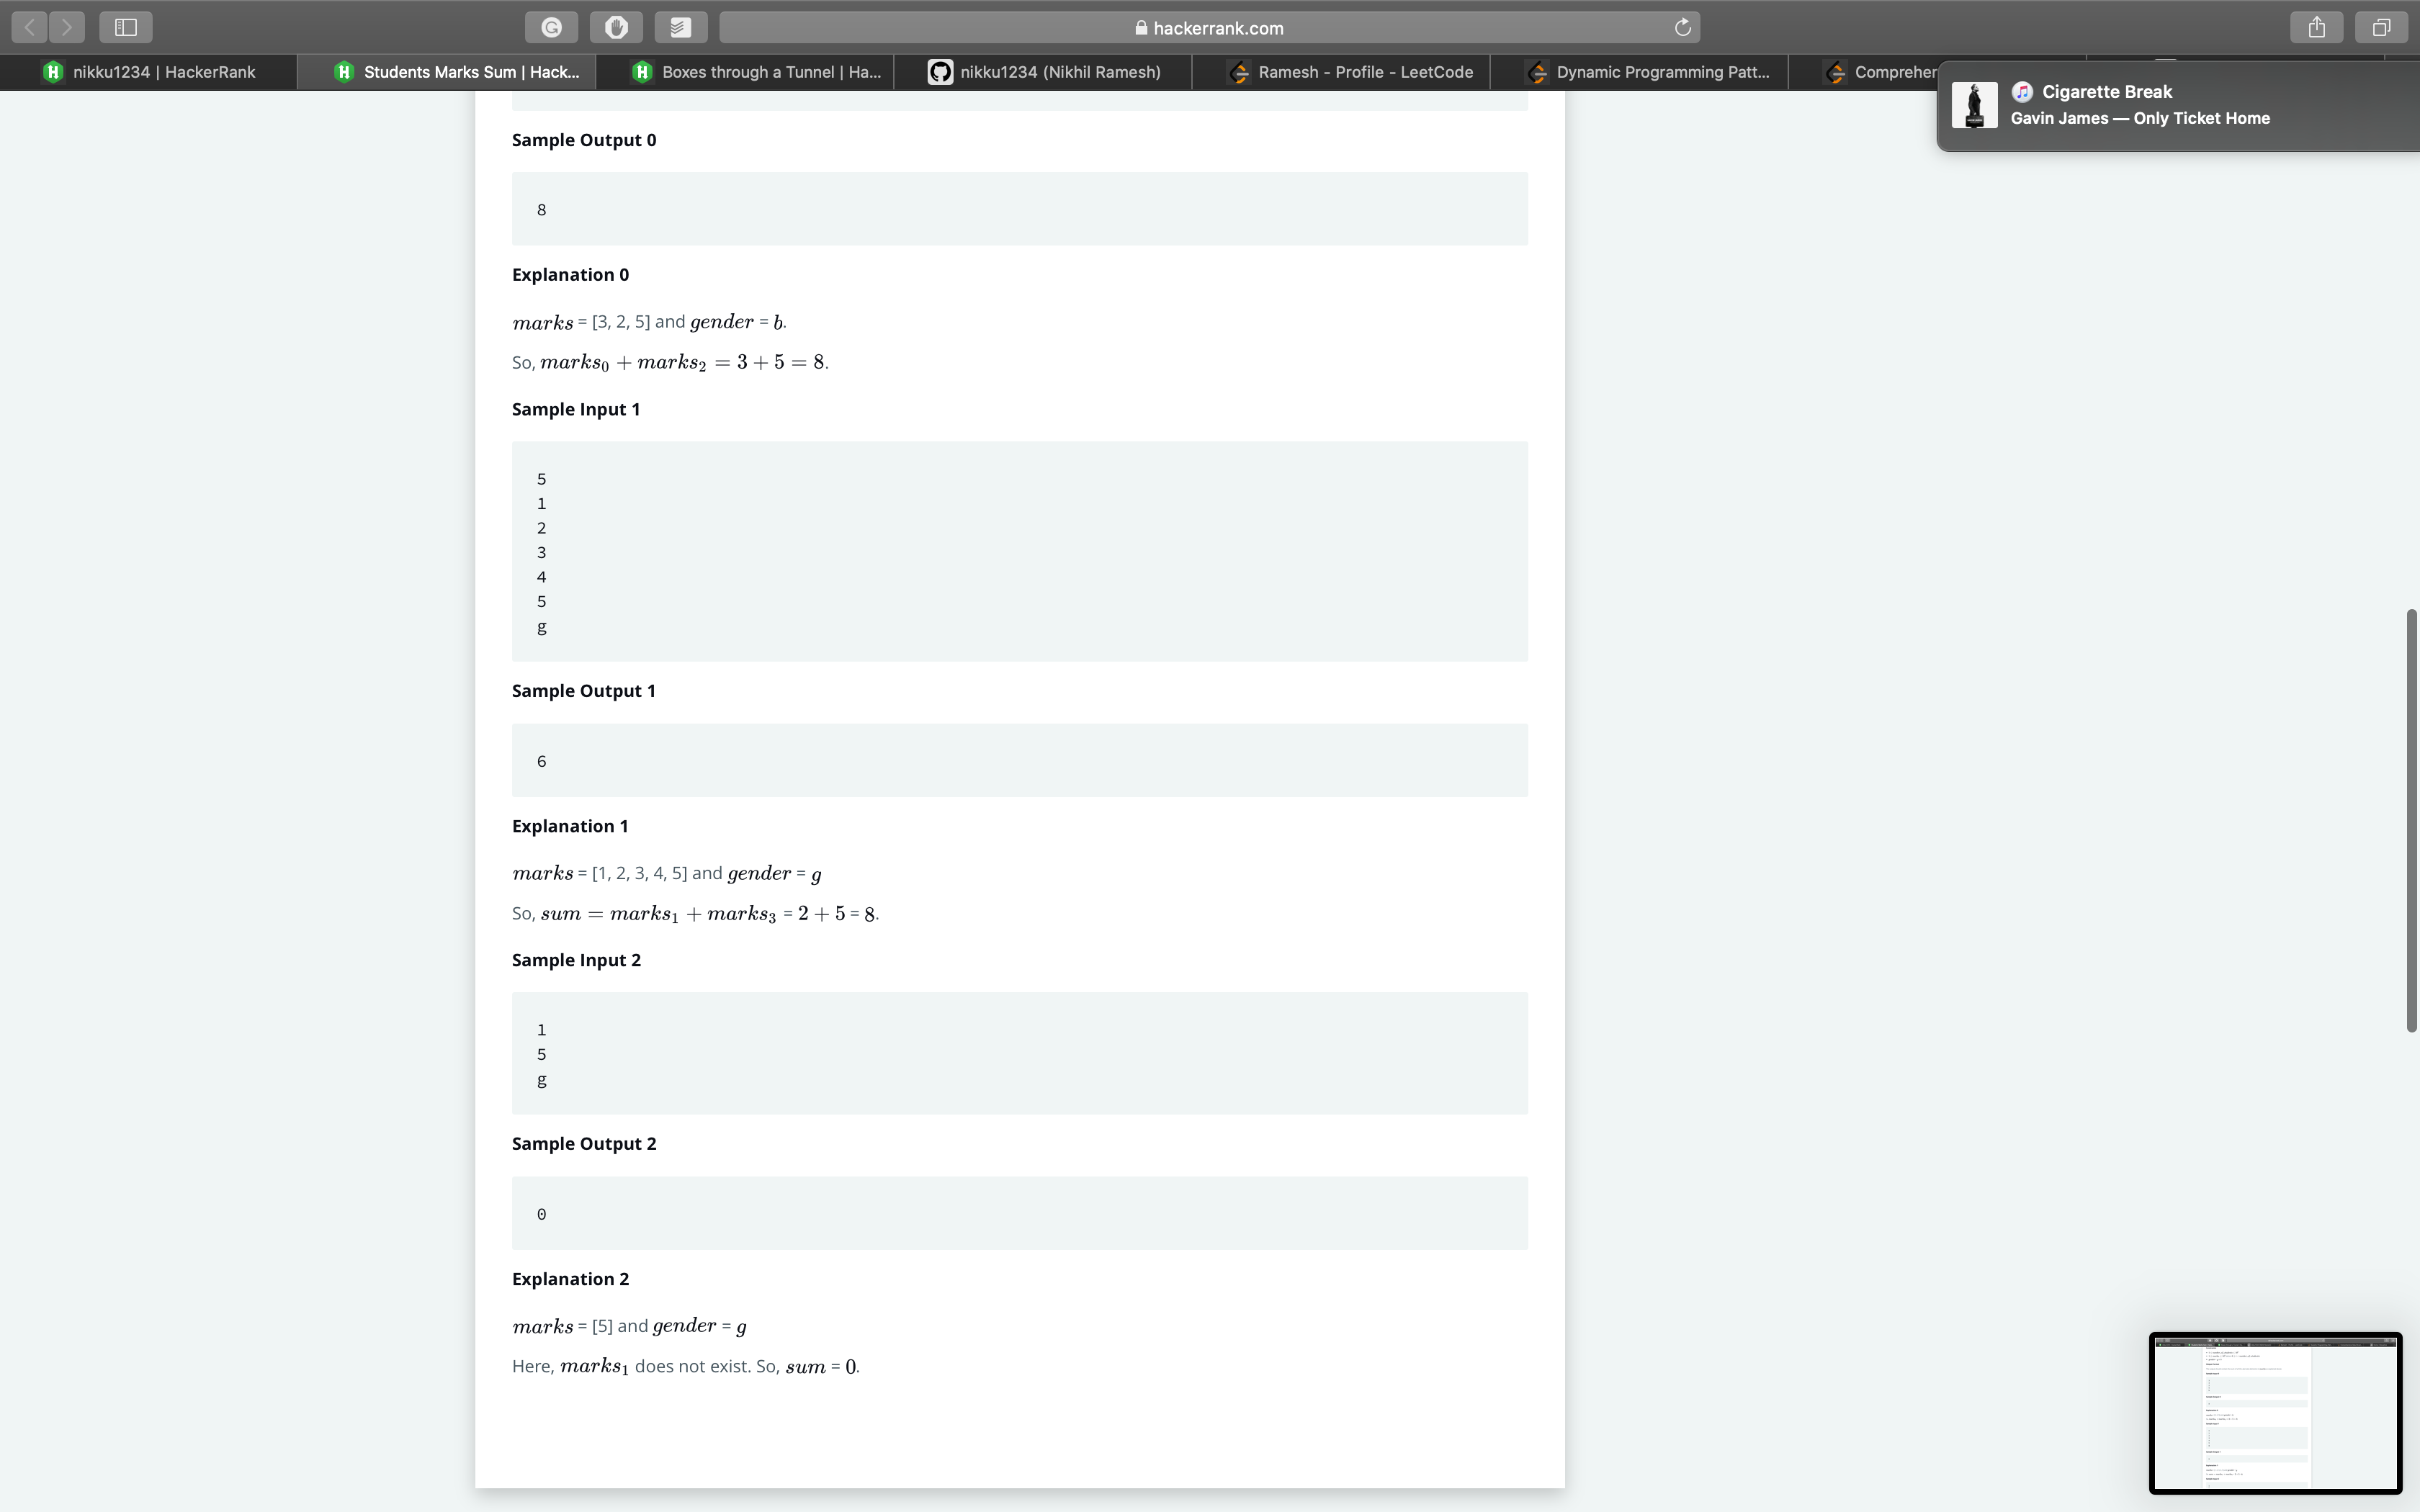 hackerrank.com
nikku1234 | HackerRank
Students Marks Sum | Hack...
Boxes through a Tunnel | Ha...
nikku1234 (Nikhil Ramesh)
Ramesh - Profile - LeetCode
Dynamic Programming Patt...
Compreher
Cigarette Break
Gavin James — Only Ticket Home
Sample Output 0
8
Explanation 0
marks = [3, 2, 5] and gender = b.
So, marks₀ + marks₂ = 3 + 5 = 8.
Sample Input 1
5
1
2
3
4
5
g
Sample Output 1
6
Explanation 1
marks = [1, 2, 3, 4, 5] and gender = g
So, sum = marks₁ + marks₃ = 2 + 5 = 8.
Sample Input 2
1
5
g
Sample Output 2
0
Explanation 2
marks = [5] and gender = g
Here, marks₁ does not exist. So, sum = 0.